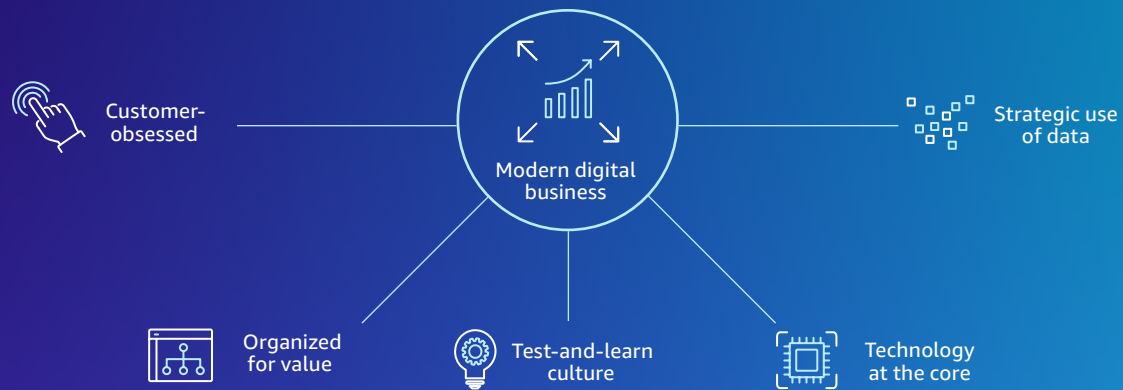 Customer-
obsessed
Modern digital
business
Strategic use
of data
Organized
for value
Test-and-learn
culture
Technology
at the core